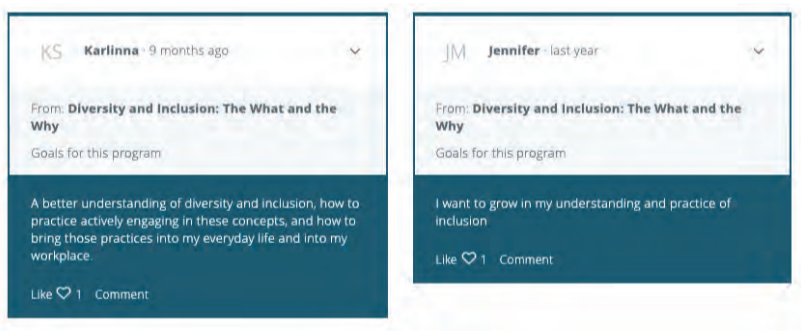 KS Karlinna · 9 months ago
From: Diversity and Inclusion: The What and the
Why
Goals for this program
A better understanding of diversity and inclusion, how to
practice actively engaging in these concepts, and how to
bring those practices into my everyday life and into my
workplace.
Like 1 Comment
JM Jennifer · last year
From: Diversity and Inclusion: The What and the
Why
Goals for this program
I want to grow in my understanding and practice of
inclusion
Like 1 Comment